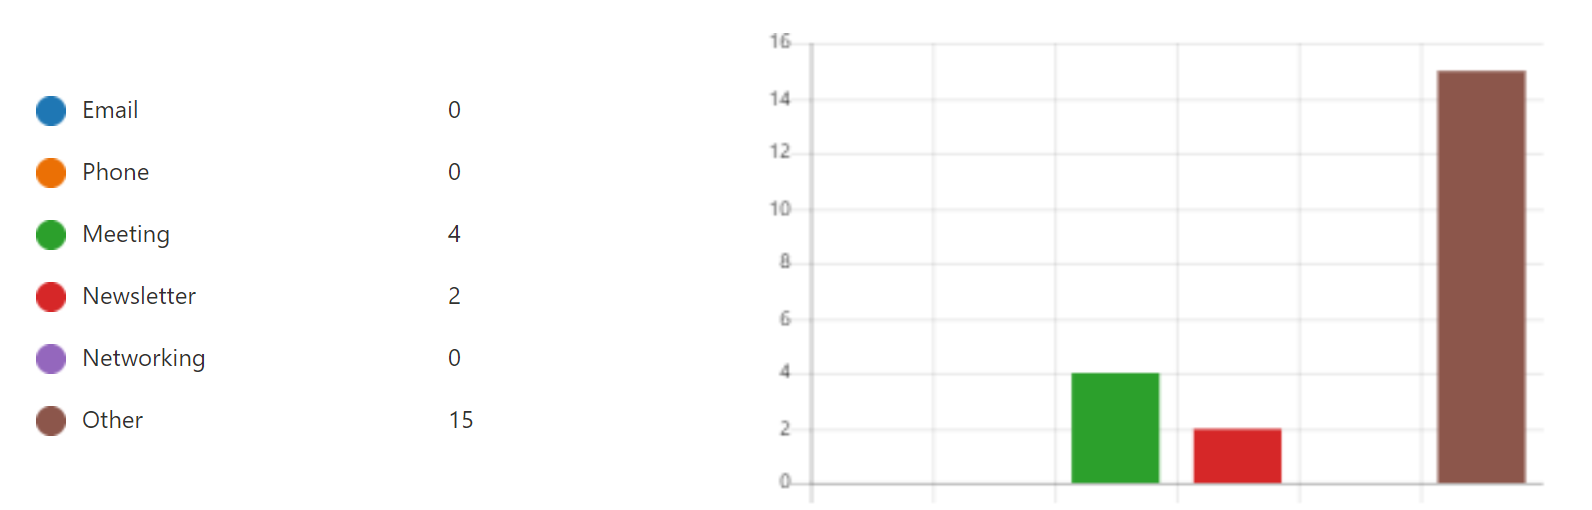 Email 0
Phone 0
Meeting 4
Newsletter 2
Networking 0
Other 15
16
14
12
10
8
6
4
2
0